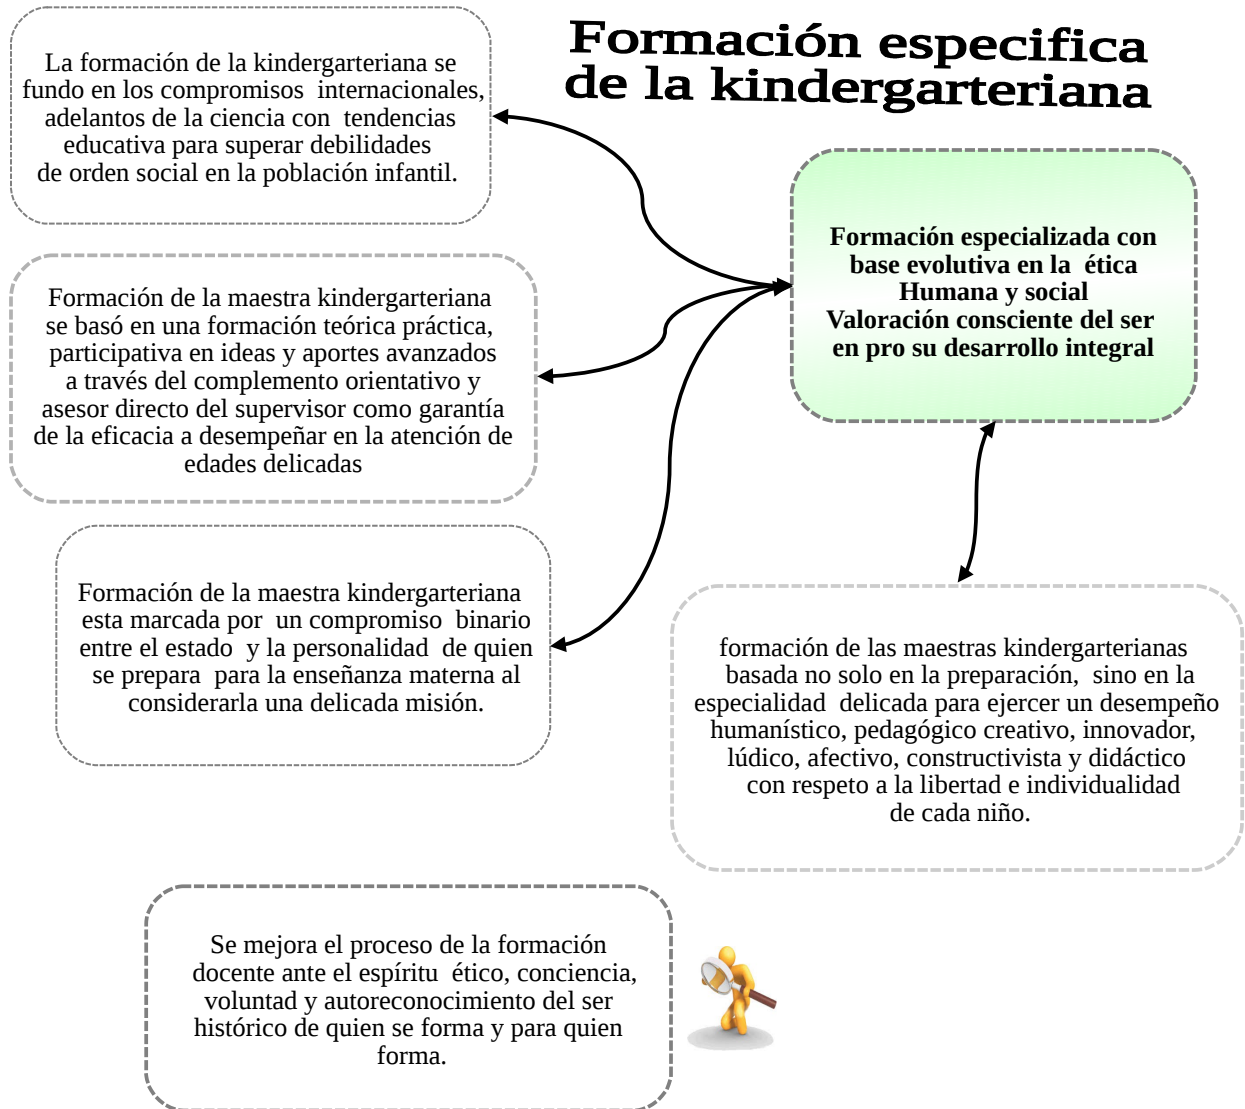 Formación especifica
de la kindergarteriana
La formación de la kindergarteriana se
fundo en los compromisos internacionales,
adelantos de la ciencia con tendencias
educativa para superar debilidades
de orden social en la población infantil.
Formación especializada con
base evolutiva en la ética
Humana y social
Valoración consciente del ser
en pro su desarrollo integral
Formación de la maestra kindergarteriana
se basó en una formación teórica práctica,
participativa en ideas y aportes avanzados
a través del complemento orientativo y
asesor directo del supervisor como garantía
de la eficacia a desempeñar en la atención de
edades delicadas
Formación de la maestra kindergarteriana
esta marcada por un compromiso binario
entre el estado y la personalidad de quien
se prepara para la enseñanza materna al
considerarla una delicada misión.
formación de las maestras kindergarterianas
basada no solo en la preparación, sino en la
especialidad delicada para ejercer un desempeño
humanístico, pedagógico creativo, innovador,
lúdico, afectivo, constructivista y didáctico
con respeto a la libertad e individualidad
de cada niño.
Se mejora el proceso de la formación
docente ante el espíritu ético, conciencia,
voluntad y autoreconocimiento del ser
histórico de quien se forma y para quien
forma.